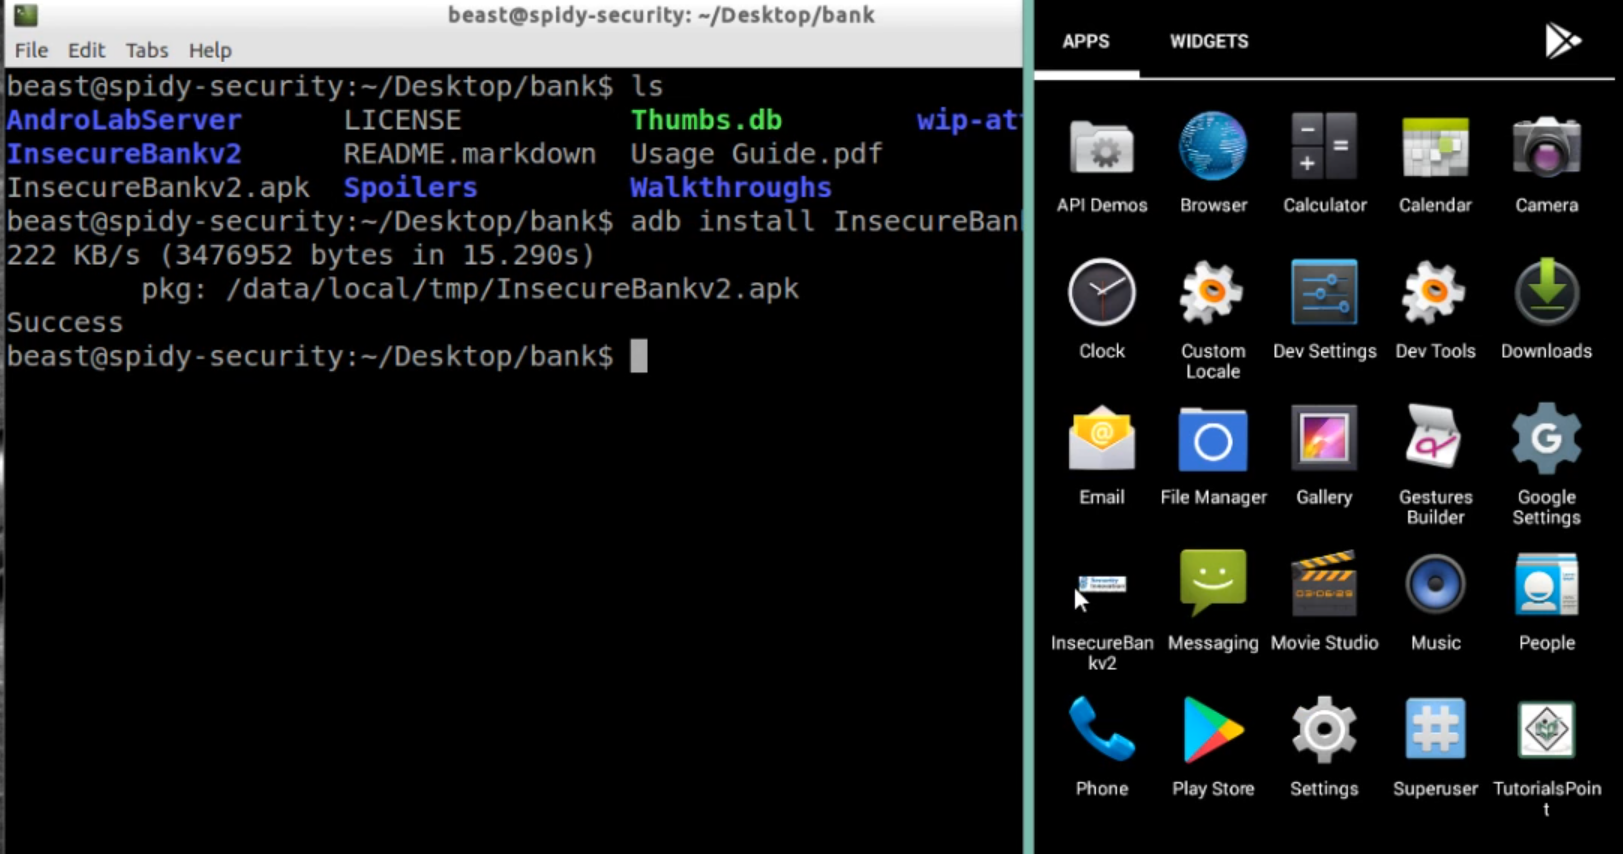 beast@spidy-security: ~/Desktop/bank
File Edit Tabs Help
beast@spidy-security:~/Desktop/bank$ ls
AndroLabServer LICENSE Thumbs.db wip-at
InsecureBankv2 README.markdown Usage Guide.pdf
InsecureBankv2.apk Spoilers Walkthroughs
beast@spidy-security:~/Desktop/bank$ adb install InsecureBan
222 KB/s (3476952 bytes in 15.290s)
pkg: /data/local/tmp/InsecureBankv2.apk
Success
beast@spidy-security:~/Desktop/bank$
APPS WIDGETS
API Demos Browser Calculator Calendar Camera
Clock Custom Dev Settings Dev Tools Downloads
Locale
Email File Manager Gallery Gestures Google
Builder Settings
Security
InsecureBan Messaging Movie Studio Music People
kv2
Phone Play Store Settings Superuser TutorialsPoin
t